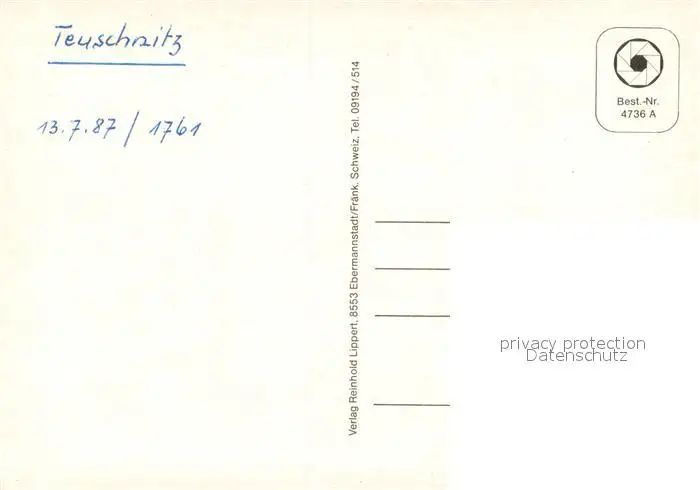 Teuschnitz
13.7.87 / 1761
Verlag Reinhold Lippert, 8553 Ebermannstadt/Fränk. Schweiz, Tel. 09194 / 514
Best.-Nr.
4736 A
privacy protection
Datenschutz